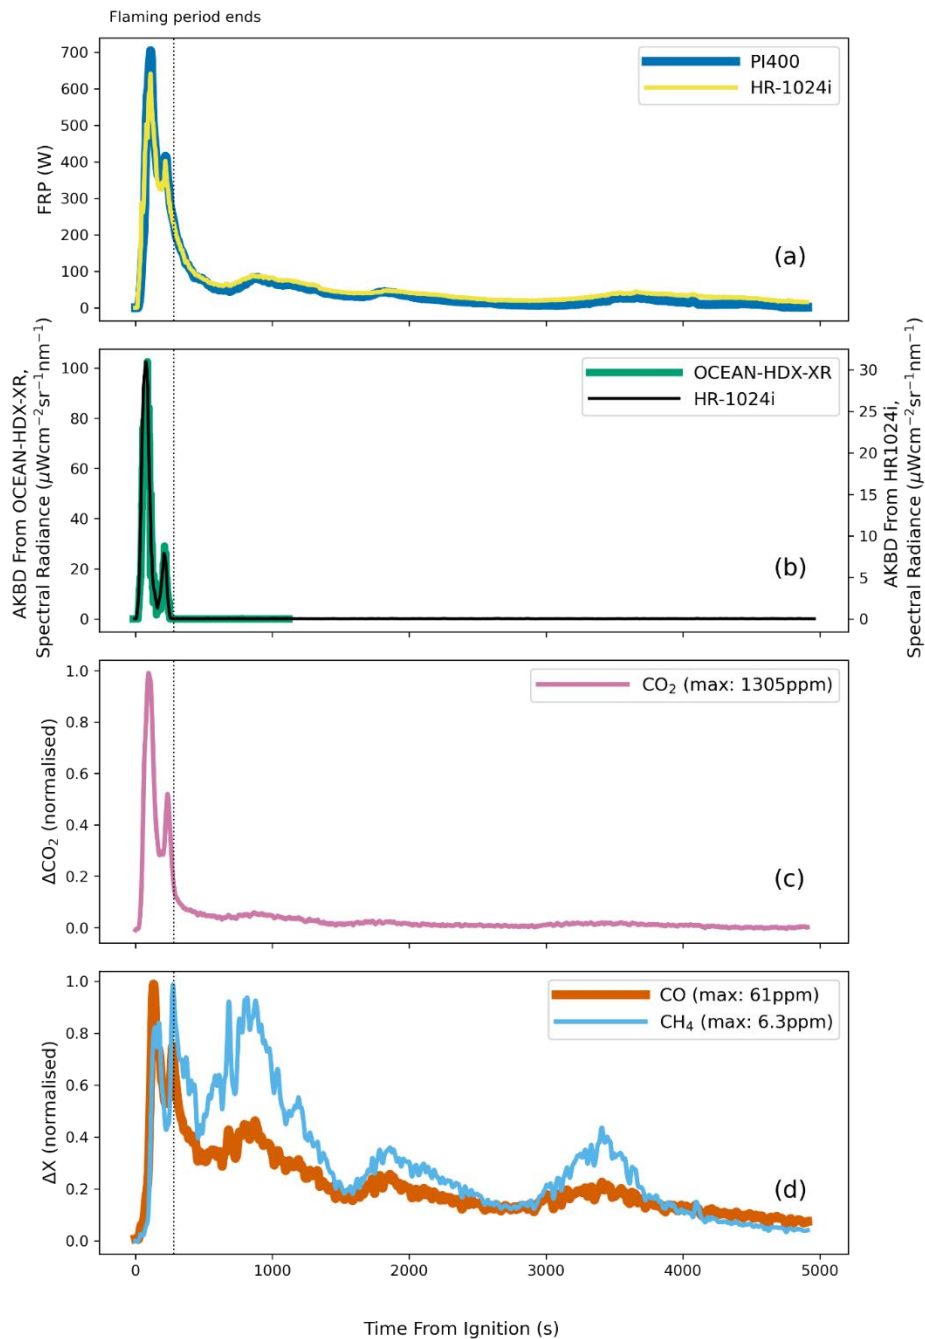 Flaming period ends
700
600
500
400
300
200
100
0
FRP (W)
PI400
HR-1024i
(a)
100
80
60
40
20
0
AKBD From OCEAN-HDX-XR,
Spectral Radiance (μWcm⁻²sr⁻¹nm⁻¹)
OCEAN-HDX-XR
HR-1024i
(b)
30
25
20
15
10
5
0
AKBD From HR1024i,
Spectral Radiance (μWcm⁻²sr⁻¹nm⁻¹)
1.0
0.8
0.6
0.4
0.2
0.0
ΔCO₂ (normalised)
CO₂ (max: 1305ppm)
(c)
1.0
0.8
0.6
0.4
0.2
0.0
ΔX (normalised)
CO (max: 61ppm)
CH₄ (max: 6.3ppm)
(d)
0 1000 2000 3000 4000 5000
Time From Ignition (s)